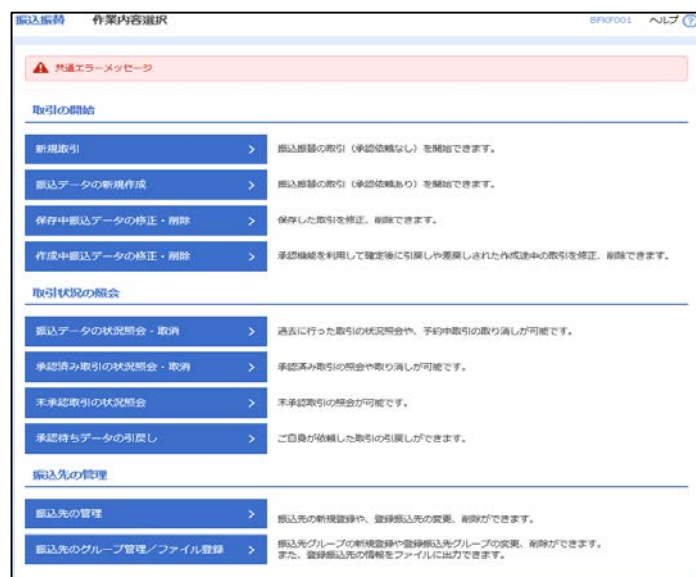 振込振替 作業内容選択 BFKF001 ヘルプ ?
共通エラーメッセージ
取引の開始
新規取引 > 振込振替の取引（承認依頼なし）を開始できます。
振込データの新規作成 > 振込振替の取引（承認依頼あり）を開始できます。
保存中振込データの修正・削除 > 保存した取引を修正、削除できます。
作成中振込データの修正・削除 > 承認機能を利用して確定後に引戻しや差戻しされた作成途中の取引を修正、削除できます。
取引状況の照会
振込データの状況照会・取消 > 過去に行った取引の状況照会や、予約中取引の取り消しが可能です。
承認済み取引の状況照会・取消 > 承認済み取引の照会や取り消しが可能です。
未承認取引の状況照会 > 未承認取引の照会が可能です。
承認待ちデータの引戻し > ご自身が依頼した取引の引戻しができます。
振込先の管理
振込先の管理 > 振込先の新規登録や、登録振込先の変更、削除ができます。
振込先のグループ管理／ファイル登録 > 振込先グループの新規登録や登録振込先グループの変更、削除ができます。
また、登録振込先の情報をファイルに出力できます。